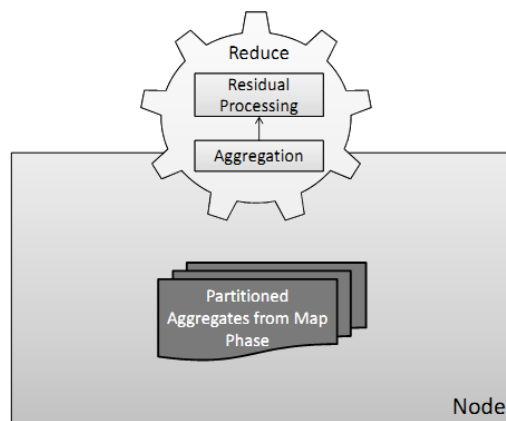 Reduce
Residual
Processing
Aggregation
Partitioned
Aggregates from Map
Phase
Node